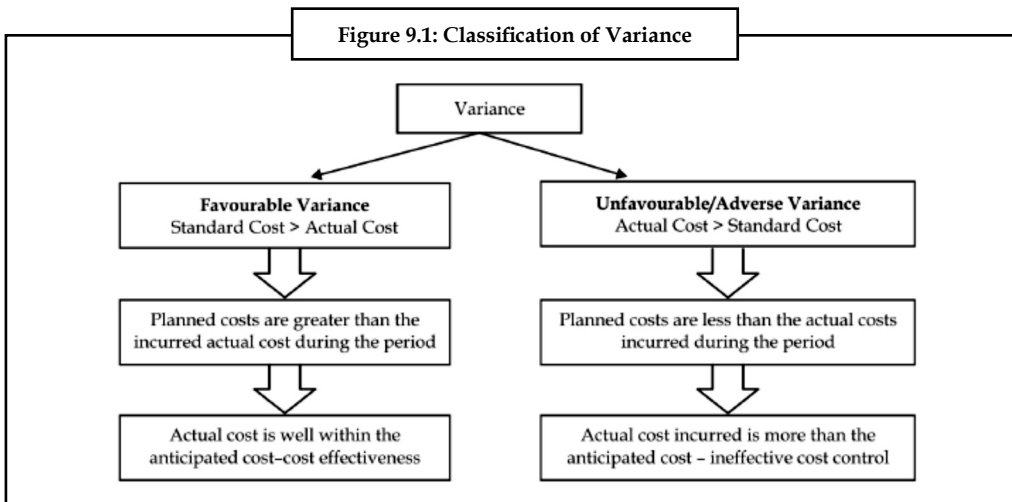 Figure 9.1: Classification of Variance
Variance
Favourable Variance
Standard Cost > Actual Cost
Unfavourable/Adverse Variance
Actual Cost > Standard Cost
Planned costs are greater than the
incurred actual cost during the period
Planned costs are less than the actual costs
incurred during the period
Actual cost is well within the
anticipated cost–cost effectiveness
Actual cost incurred is more than the
anticipated cost – ineffective cost control